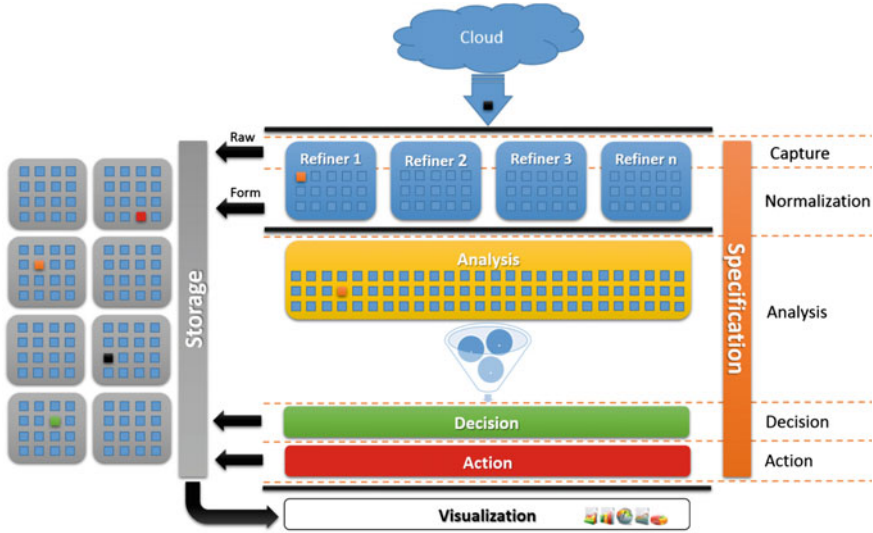 Cloud
Raw
Refiner 1
Refiner 2
Refiner 3
Refiner n
Capture
Form
Normalization
Storage
Specification
Analysis
Analysis
Decision
Decision
Action
Action
Visualization